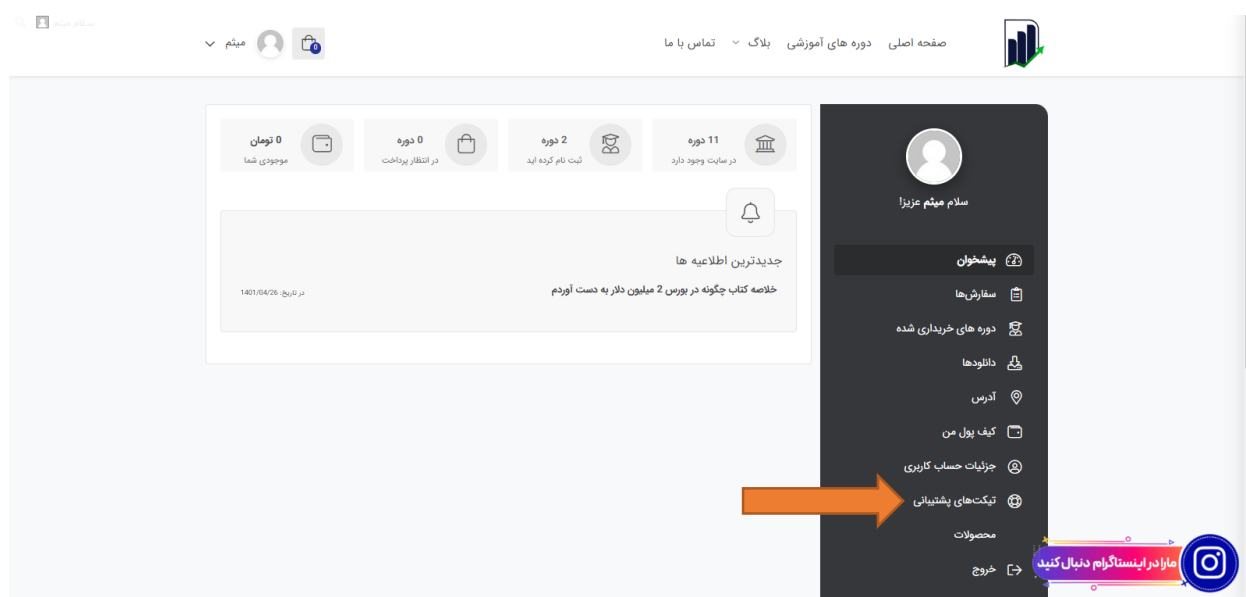 سلام میثم
صفحه اصلی دوره های آموزشی بلاگ تماس با ما
0 میثم
11 دوره
در سایت وجود دارد
2 دوره
ثبت نام کرده اید
0 دوره
در انتظار پرداخت
0 تومان
موجودی شما
جدیدترین اطلاعیه ها
خلاصه کتاب چگونه در بورس 2 میلیون دلار به دست آوردم
در تاریخ: 1401/04/26
سلام میثم عزیز!
پیشخوان
سفارش‌ها
دوره های خریداری شده
دانلودها
آدرس
کیف پول من
جزئیات حساب کاربری
تیکت‌های پشتیبانی
محصولات
خروج
مارا در اینستاگرام دنبال کنید